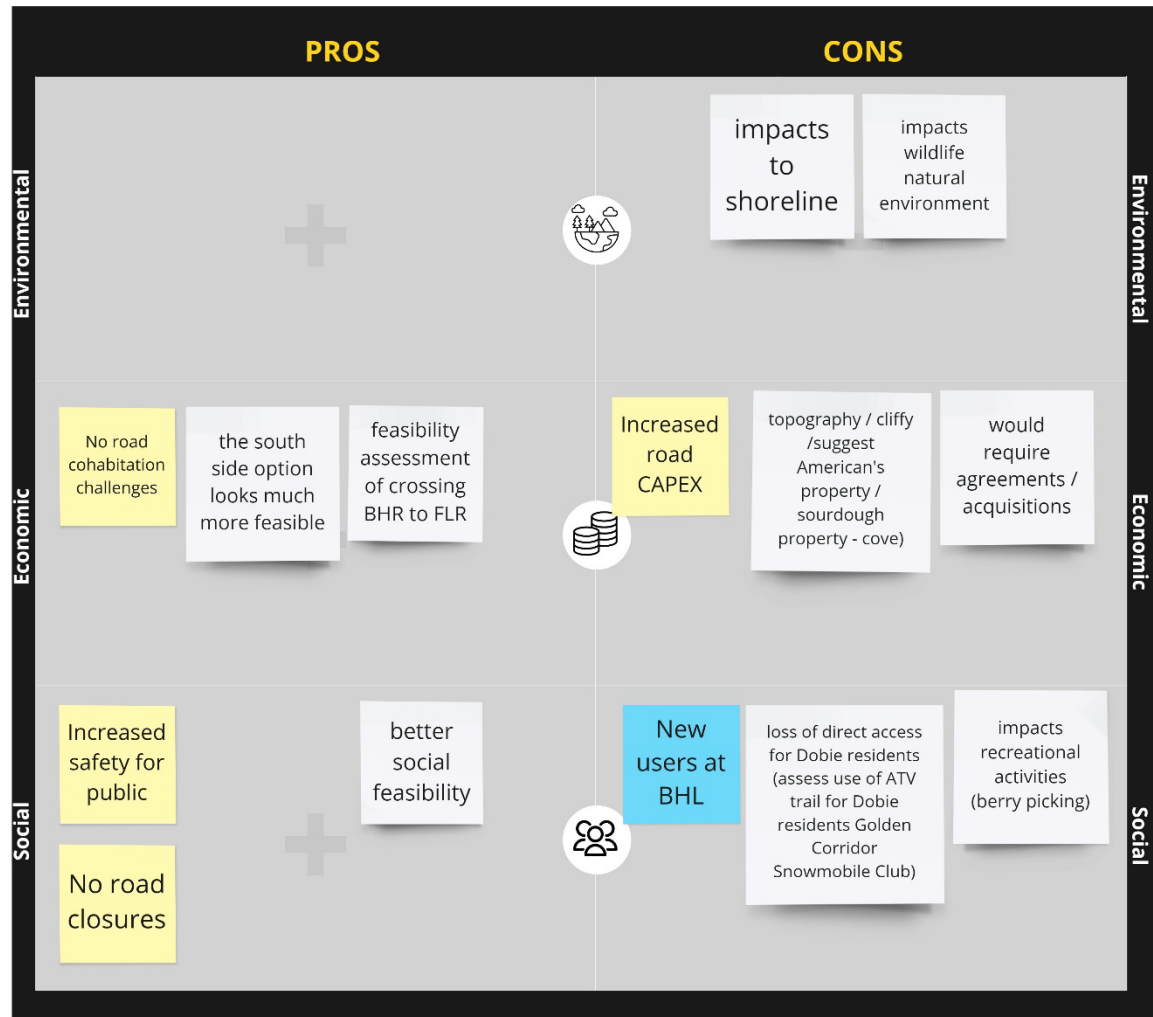 PROS
CONS
Environmental
impacts
to
shoreline
impacts
wildlife
natural
environment
Environmental
Economic
No road
cohabitation
challenges
the south
side option
looks much
more feasible
feasibility
assessment
of crossing
BHR to FLR
Increased
road
CAPEX
topography / cliffy
/suggest
American's
property /
sourdough
property - cove)
would
require
agreements /
acquisitions
Economic
Social
Increased
safety for
public
No road
closures
better
social
feasibility
New
users at
BHL
loss of direct access
for Dobie residents
(assess use of ATV
trail for Dobie
residents Golden
Corridor
Snowmobile Club)
impacts
recreational
activities
(berry picking)
Social